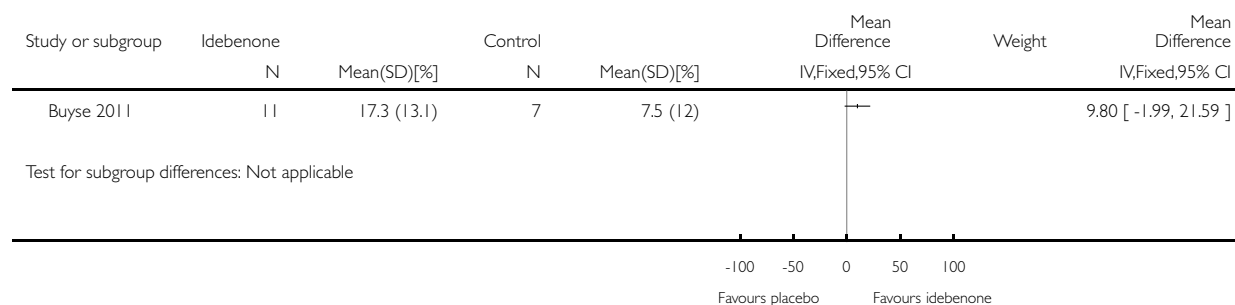 Mean Mean
Study or subgroup Idebenone Control Difference Weight Difference
N Mean(SD)[%] N Mean(SD)[%] IV,Fixed,95% CI IV,Fixed,95% CI
Buyse 2011 11 17.3 (13.1) 7 7.5 (12) 9.80 [ -1.99, 21.59 ]
Test for subgroup differences: Not applicable
-100 -50 0 50 100
Favours placebo Favours idebenone